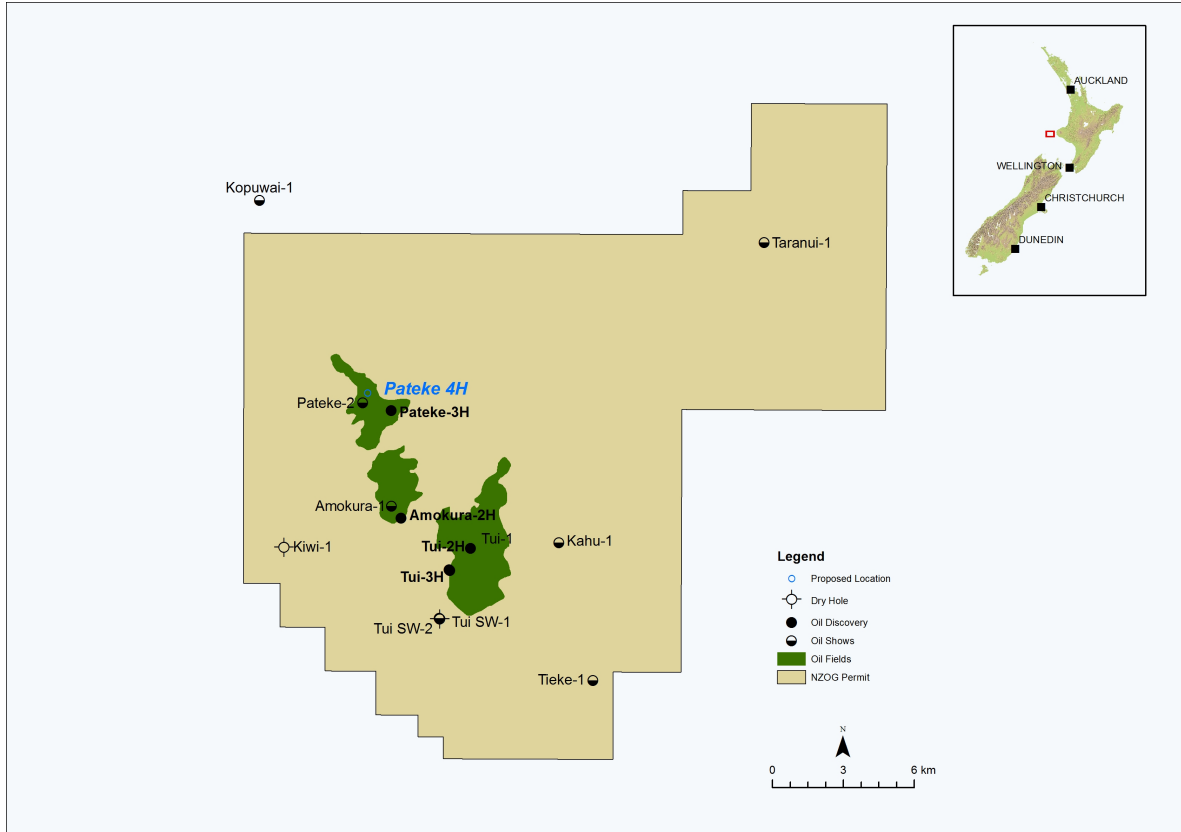 AUCKLAND
WELLINGTON
CHRISTCHURCH
DUNEDIN
Kopuwai-1
Taranui-1
Pateke 4H
Pateke-2
Pateke-3H
Amokura-1
Amokura-2H
Tui-1
Tui-2H
Kahu-1
Kiwi-1
Tui-3H
Tui SW-1
Tui SW-2
Tieke-1
Legend
Proposed Location
Dry Hole
Oil Discovery
Oil Shows
Oil Fields
NZOG Permit
N
0 3 6 km